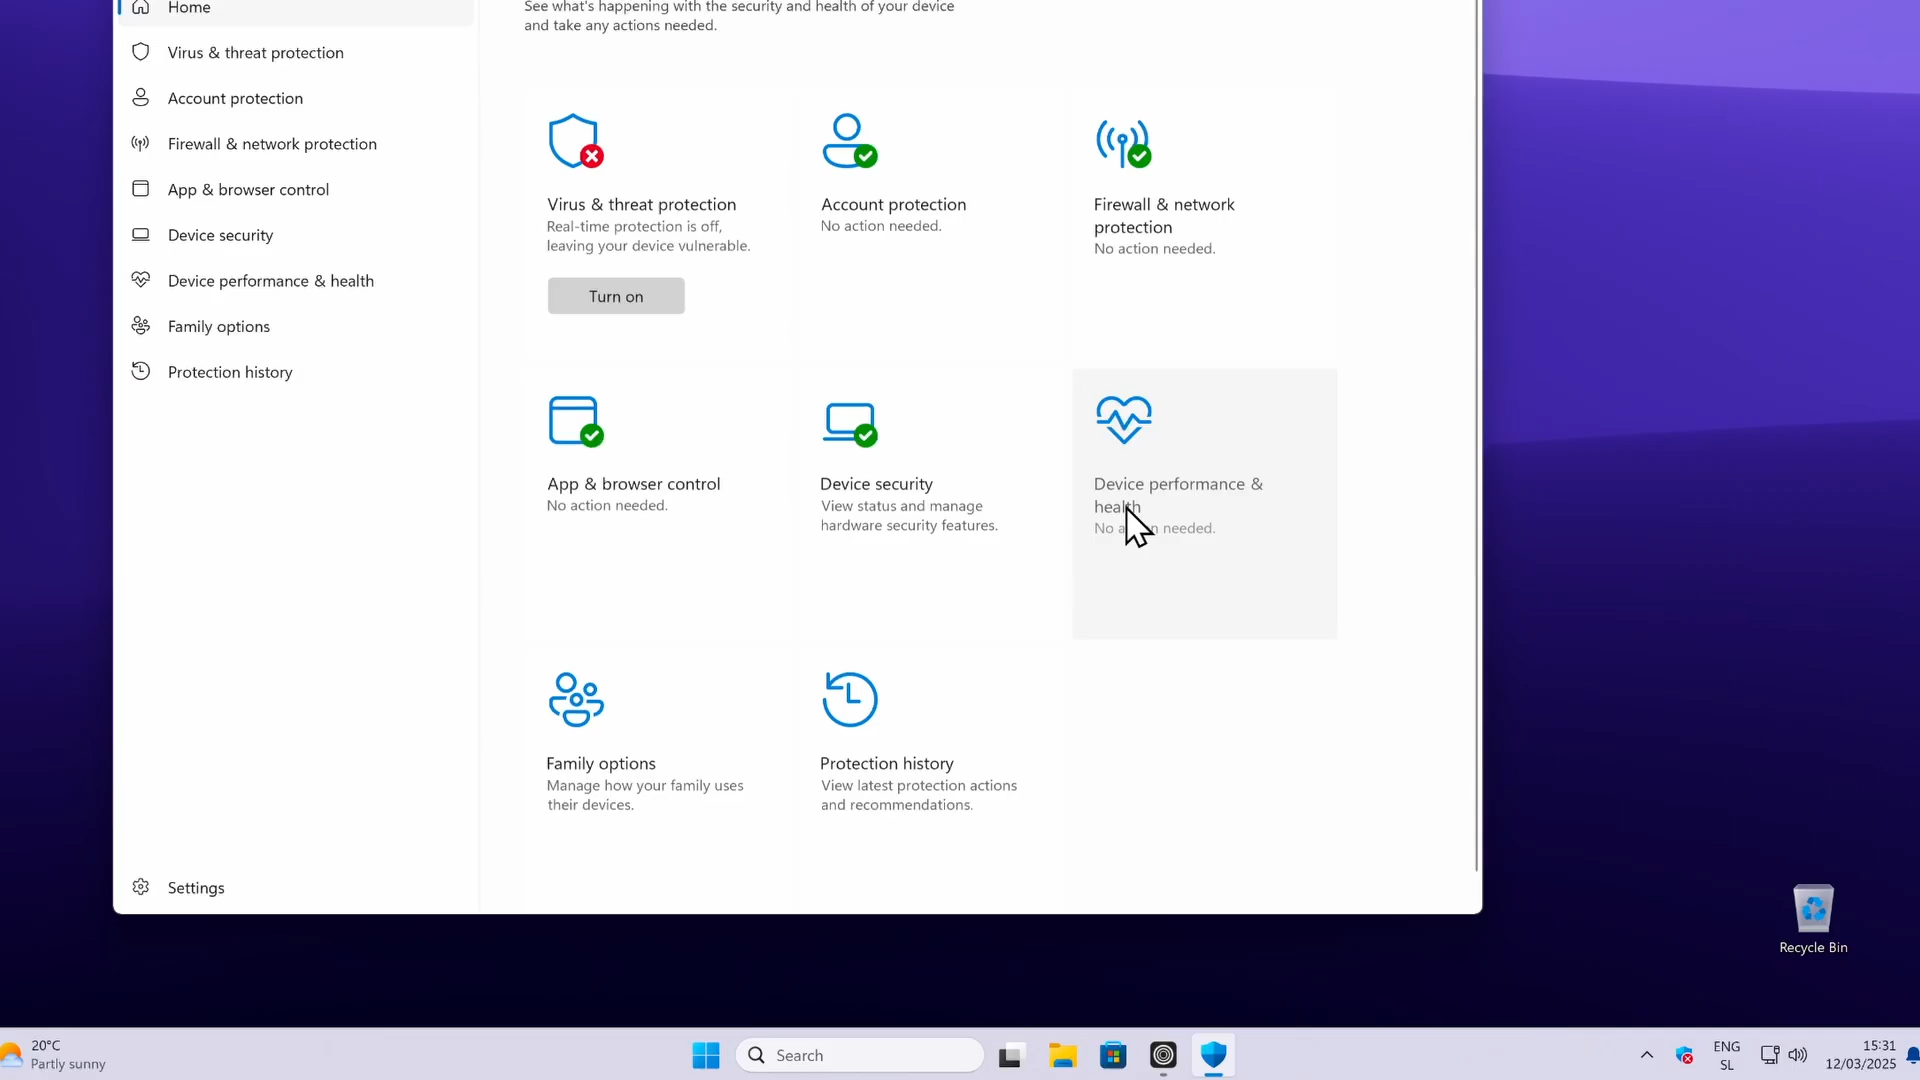 Home
See what's happening with the security and health of your device
and take any actions needed.
Virus & threat protection
Account protection
Firewall & network protection
App & browser control
Device security
Device performance & health
Family options
Protection history
Settings
Virus & threat protection
Real-time protection is off,
leaving your device vulnerable.
Turn on
Account protection
No action needed.
Firewall & network
protection
No action needed.
App & browser control
No action needed.
Device security
View status and manage
hardware security features.
Device performance &
health
No action needed.
Family options
Manage how your family uses
their devices.
Protection history
View latest protection actions
and recommendations.
Recycle Bin
20°C
Partly sunny
Search
ENG
SL
15:31
12/03/2025